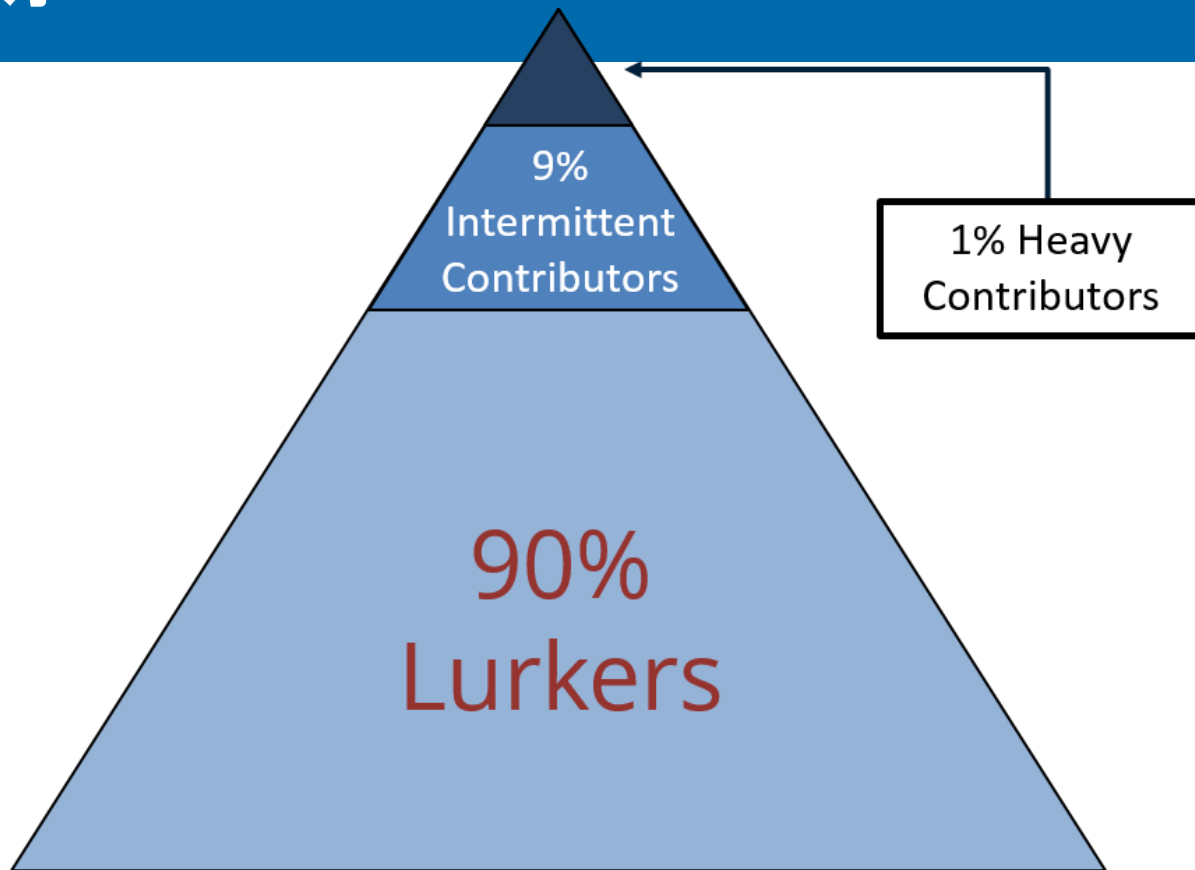 9%
Intermittent
Contributors
1% Heavy
Contributors
90%
Lurkers